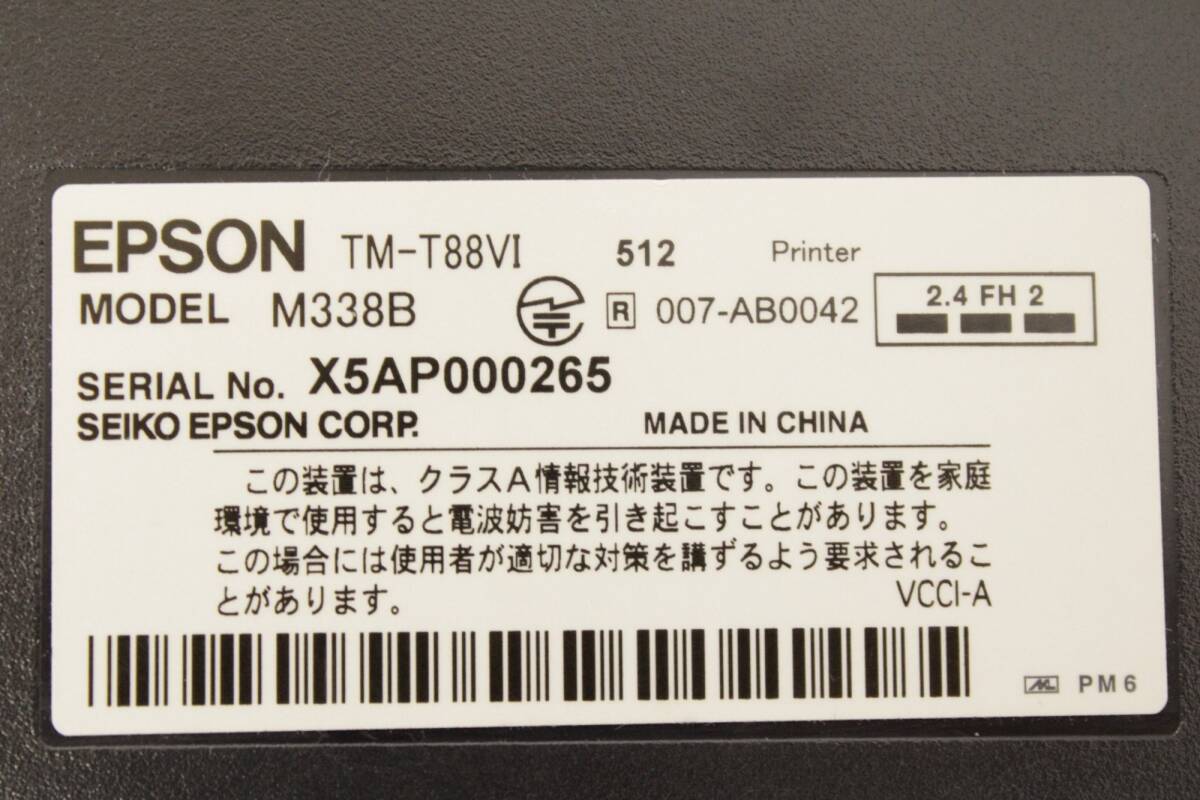 EPSON TM-T88VI 512 Printer
MODEL M338B R 007-AB0042 2.4 FH 2
SERIAL No. X5AP000265
SEIKO EPSON CORP. MADE IN CHINA
この装置は、クラスA情報技術装置です。この装置を家庭
環境で使用すると電波妨害を引き起こすことがあります。
この場合には使用者が適切な対策を講ずるよう要求されるこ
とがあります。 VCCI-A
PM6